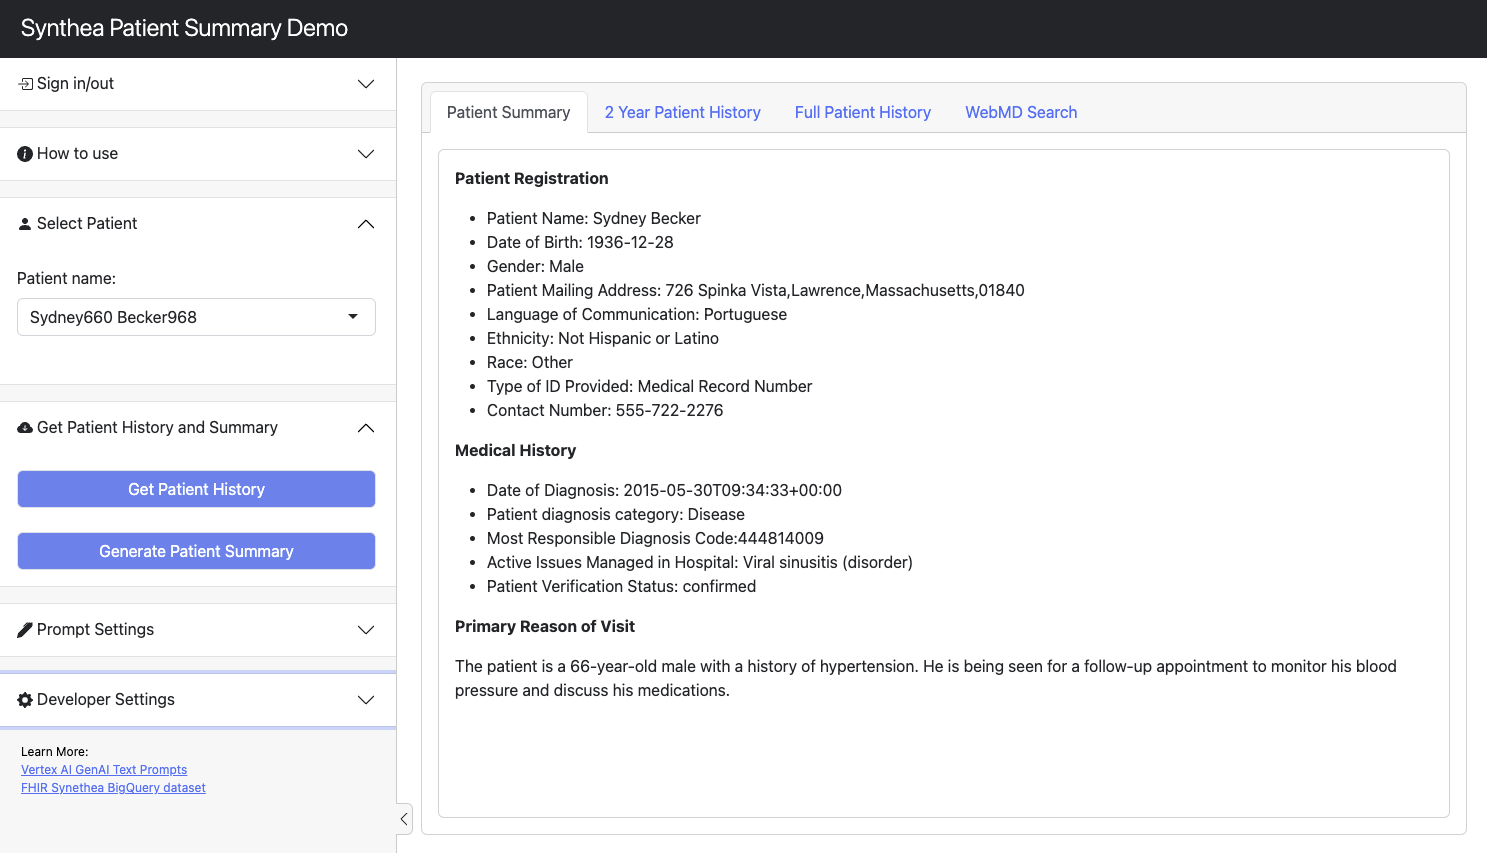 Synthea Patient Summary Demo
Sign in/out
How to use
Select Patient
Patient name:
Sydney660 Becker968
Get Patient History and Summary
Get Patient History
Generate Patient Summary
Prompt Settings
Developer Settings
Learn More:
Vertex AI GenAI Text Prompts
FHIR Synethea BigQuery dataset
Patient Summary
2 Year Patient History
Full Patient History
WebMD Search
Patient Registration
Patient Name: Sydney Becker
Date of Birth: 1936-12-28
Gender: Male
Patient Mailing Address: 726 Spinka Vista,Lawrence,Massachusetts,01840
Language of Communication: Portuguese
Ethnicity: Not Hispanic or Latino
Race: Other
Type of ID Provided: Medical Record Number
Contact Number: 555-722-2276
Medical History
Date of Diagnosis: 2015-05-30T09:34:33+00:00
Patient diagnosis category: Disease
Most Responsible Diagnosis Code:444814009
Active Issues Managed in Hospital: Viral sinusitis (disorder)
Patient Verification Status: confirmed
Primary Reason of Visit
The patient is a 66-year-old male with a history of hypertension. He is being seen for a follow-up appointment to monitor his blood
pressure and discuss his medications.